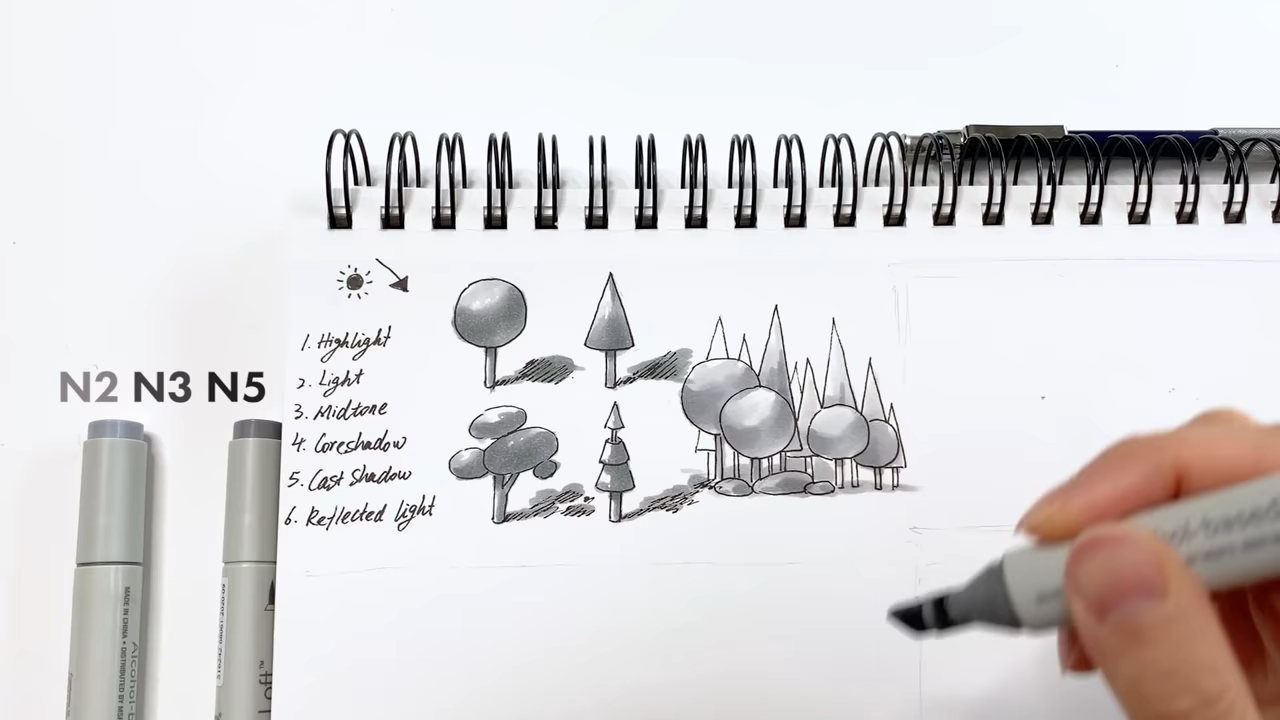 1. Highlight
2. Light
3. Midtone
4. Coreshadow
5. Cast Shadow
6. Reflected light
N2 N3 N5
MADE IN CHINA • DISTRIBUTED BY
Alcohol-